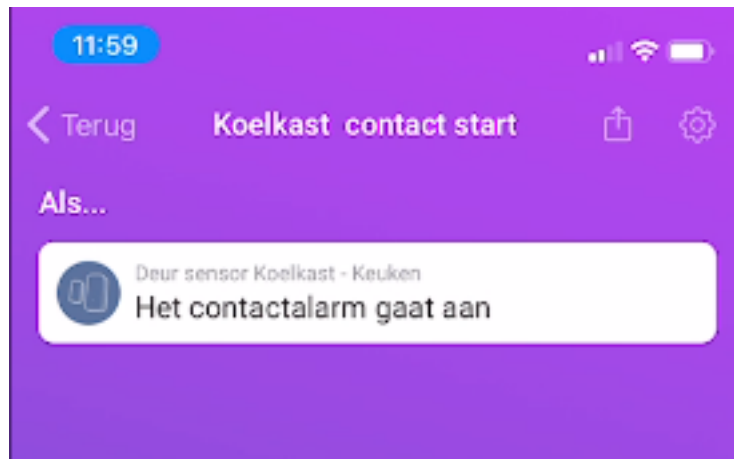 11:59
Terug
Koelkast contact start
Als...
Deur sensor Koelkast - Keuken
Het contactalarm gaat aan